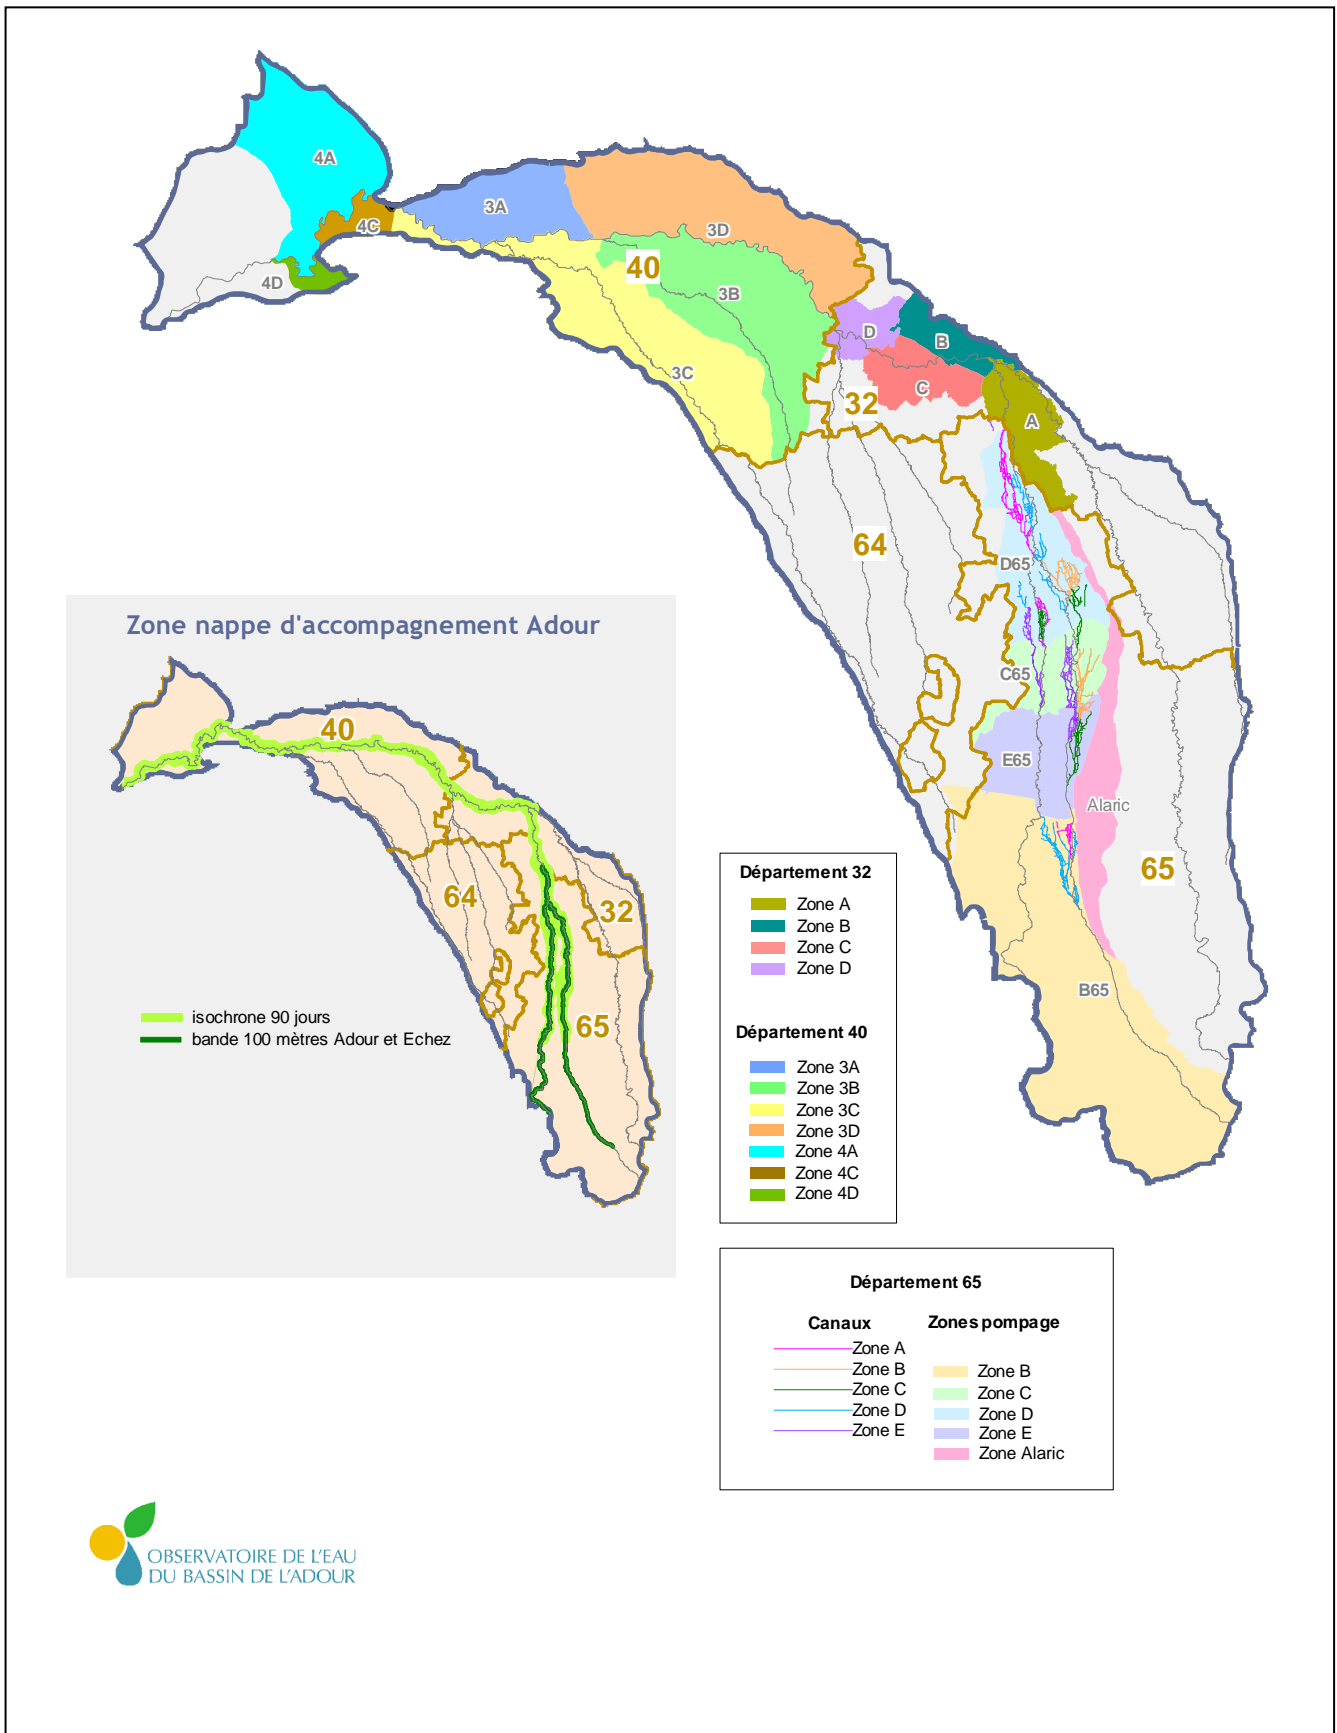 4A
3A
4C
3D
4D
40
3B
D
B
3C
C
32
A
64
D65
C65
E65
Alaric
65
B65
Zone nappe d'accompagnement Adour
40
64
32
65
isochrone 90 jours
bande 100 mètres Adour et Echez
Département 32
Zone A
Zone B
Zone C
Zone D
Département 40
Zone 3A
Zone 3B
Zone 3C
Zone 3D
Zone 4A
Zone 4C
Zone 4D
Département 65
Canaux
Zone A
Zone B
Zone C
Zone D
Zone E
Zones pompage
Zone B
Zone C
Zone D
Zone E
Zone Alaric
OBSERVATOIRE DE L'EAU
DU BASSIN DE L'ADOUR